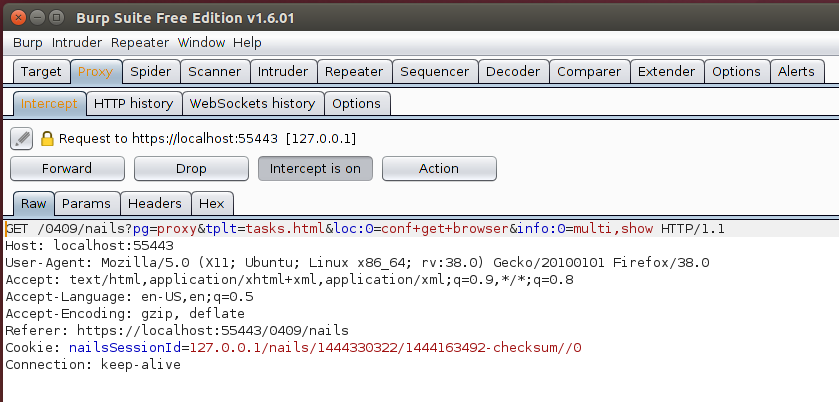 Burp Suite Free Edition v1.6.01
Burp Intruder Repeater Window Help
Target Proxy Spider Scanner Intruder Repeater Sequencer Decoder Comparer Extender Options Alerts
Intercept HTTP history WebSockets history Options
Request to https://localhost:55443 [127.0.0.1]
Forward Drop Intercept is on Action
Raw Params Headers Hex
GET /0409/nails?pg=proxy&tplt=tasks.html&loc:0=conf+get+browser&info:0=multi,show HTTP/1.1
Host: localhost:55443
User-Agent: Mozilla/5.0 (X11; Ubuntu; Linux x86_64; rv:38.0) Gecko/20100101 Firefox/38.0
Accept: text/html,application/xhtml+xml,application/xml;q=0.9,*/*;q=0.8
Accept-Language: en-US,en;q=0.5
Accept-Encoding: gzip, deflate
Referer: https://localhost:55443/0409/nails
Cookie: nailsSessionId=127.0.0.1/nails/1444330322/1444163492-checksum//0
Connection: keep-alive